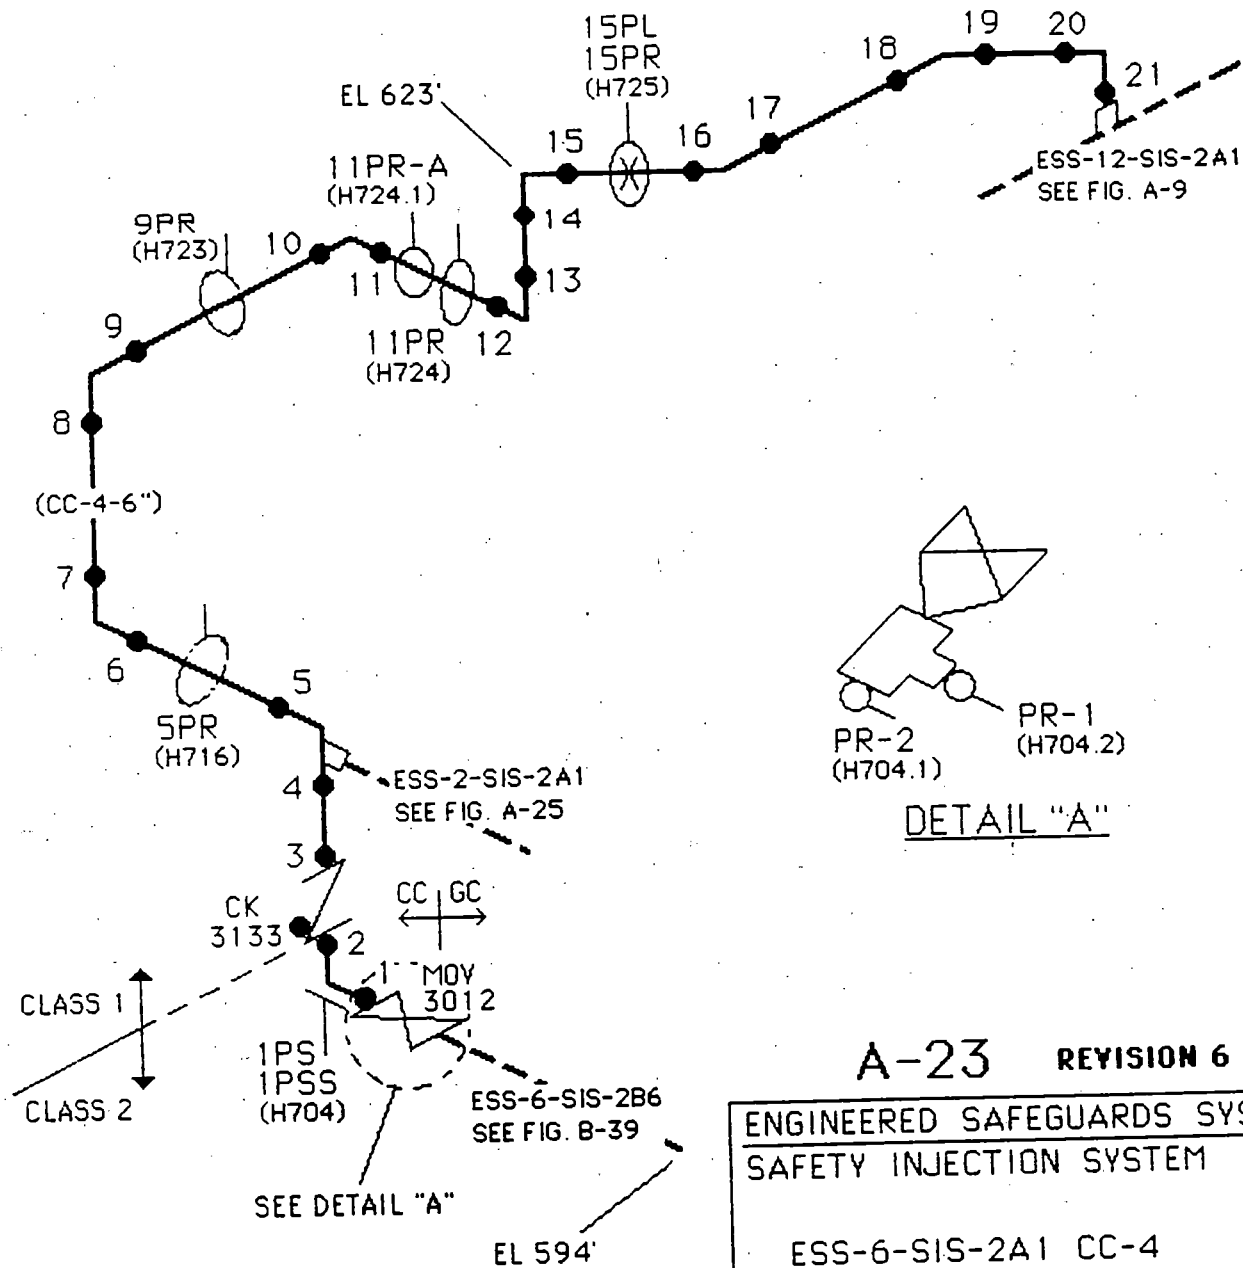 15PL
15PR
(H725)
19
20
18
21
EL 623'
17
15
16
11PR-A
(H724.1)
ESS-12-SIS-2A1
SEE FIG. A-9
14
9PR
(H723)
10
11
13
12
9
11PR
(H724)
8
(CC-4-6")
7
6
5
5PR
(H716)
PR-1
(H704.2)
PR-2
(H704.1)
DETAIL "A"
4
ESS-2-SIS-2A1
SEE FIG. A-25
3
CC GC
CK
3133
2
1
MOV
3012
CLASS 1
CLASS 2
1PS
1PSS
(H704)
ESS-6-SIS-2B6
SEE FIG. B-39
SEE DETAIL "A"
EL 594'
A-23 REVISION 6
ENGINEERED SAFEGUARDS SYS
SAFETY INJECTION SYSTEM
ESS-6-SIS-2A1 CC-4